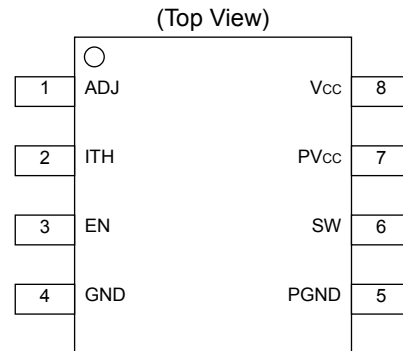 (Top View)
1 ADJ Vcc 8
2 ITH PVcc 7
3 EN SW 6
4 GND PGND 5